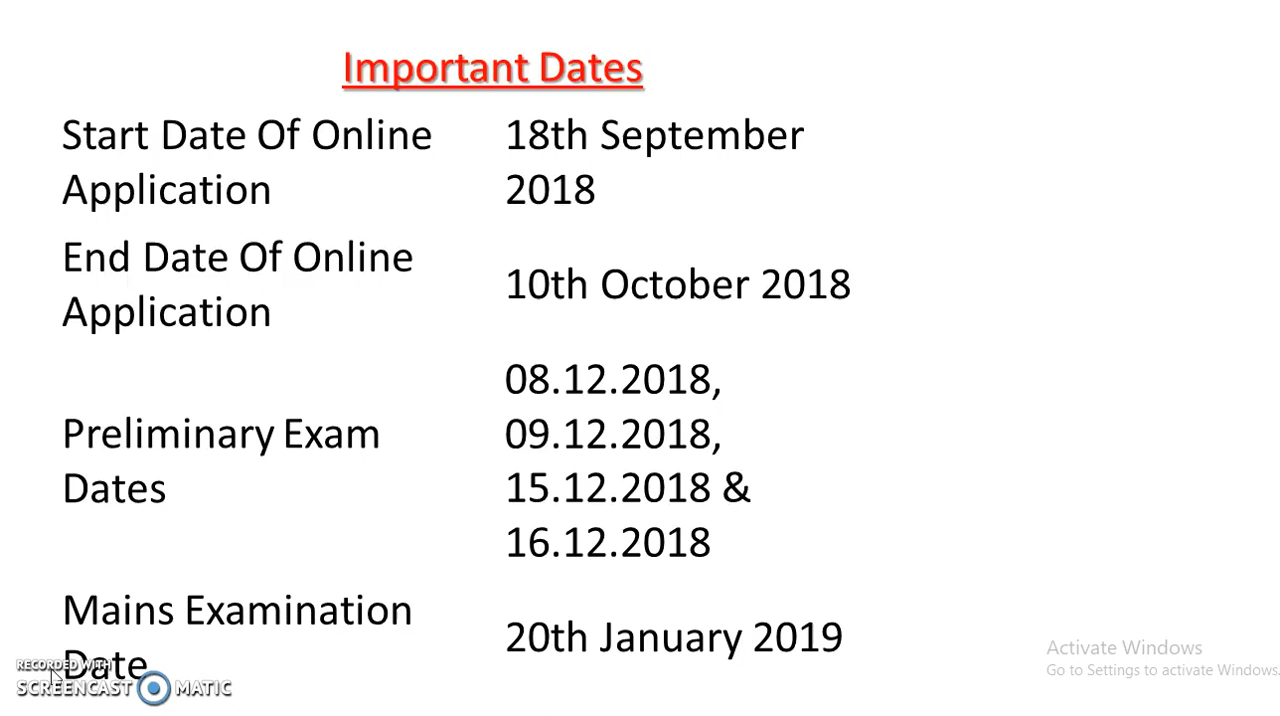 Important Dates
Start Date Of Online
Application
18th September
2018
End Date Of Online
Application
10th October 2018
Preliminary Exam
Dates
08.12.2018,
09.12.2018,
15.12.2018 &
16.12.2018
Mains Examination
Date
20th January 2019
RECORDED WITH
SCREENCAST MATIC
Activate Windows
Go to Settings to activate Windows.